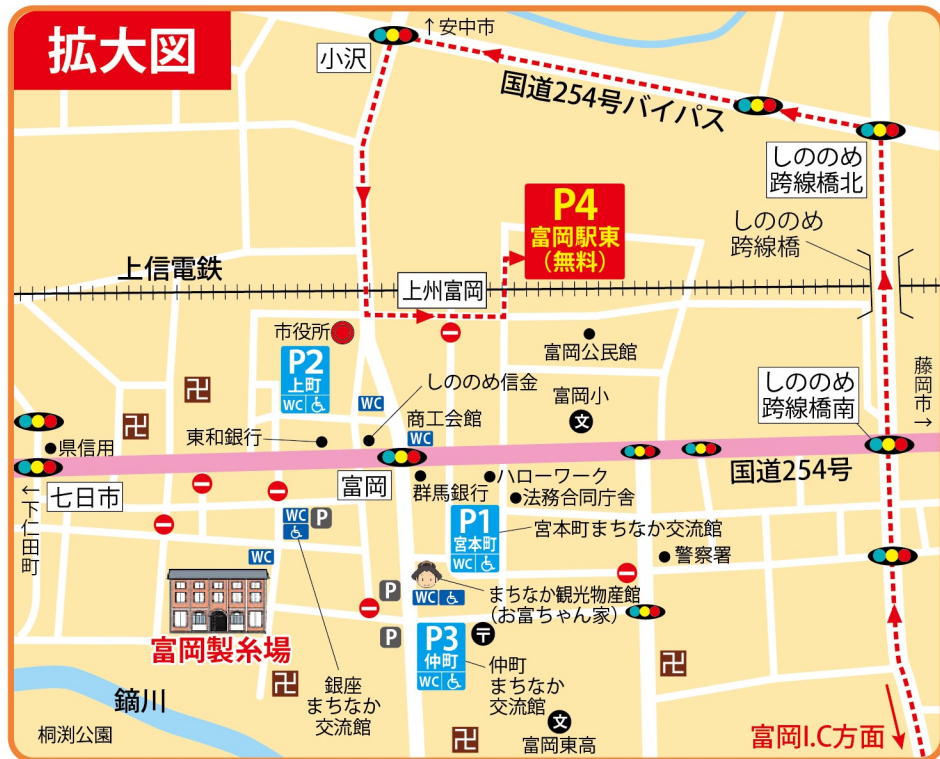 拡大図
↑安中市
小沢
国道254号バイパス
しののめ
跨線橋北
しののめ
跨線橋
P4
富岡駅東
(無料)
上信電鉄
上州富岡
市役所
P2
上町
WC
WC
富岡公民館
藤岡市→
しののめ信金
富岡小
文
しののめ
跨線橋南
商工会館
WC
東和銀行
県信用
七日市
富岡
国道254号
←下仁田町
群馬銀行
ハローワーク
法務合同庁舎
WC
P
P1
宮本町
WC
宮本町まちなか交流館
WC
警察署
P
WC
まちなか観光物産館
(お富ちゃん家)
富岡製糸場
P
P3
仲町
WC
〒
仲町
まちなか
交流館
銀座
まちなか
交流館
鏑川
桐渕公園
文
富岡東高
富岡I.C方面